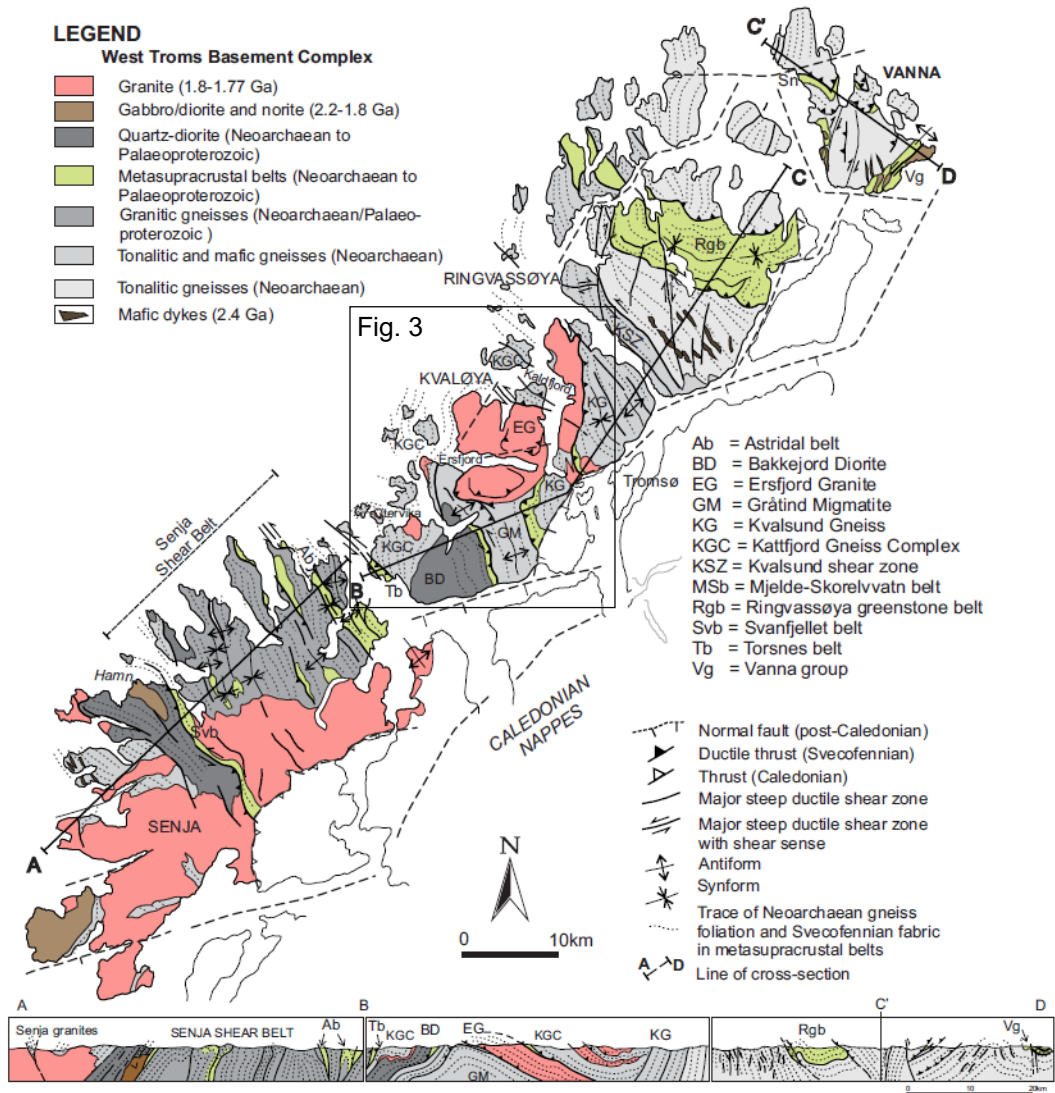 LEGEND
West Troms Basement Complex
Granite (1.8-1.77 Ga)
Gabbro/diorite and norite (2.2-1.8 Ga)
Quartz-diorite (Neoarchaean to
Palaeoproterozoic)
Metasupracrustal belts (Neoarchaean to
Palaeoproterozoic)
Granitic gneisses (Neoarchaean/Palaeo-
proterozoic )
Tonalitic and mafic gneisses (Neoarchaean)
Tonalitic gneisses (Neoarchaean)
Mafic dykes (2.4 Ga)
C'
Sn
VANNA
Vg
D
C
Rgb
RINGVASSØYA
KSZ
Fig. 3
KGC
KVALØYA
Kaldfjord
KG
EG
KGC
Ersfjord
KG
Tromsø
GM
KGC
BD
Tb
Senja
Shear Belt
Ab
B
Hamn
Svb
SENJA
A
CALEDONIAN
NAPPES
Ab = Astridal belt
BD = Bakkejord Diorite
EG = Ersfjord Granite
GM = Gråtind Migmatite
KG = Kvalsund Gneiss
KGC = Kattfjord Gneiss Complex
KSZ = Kvalsund shear zone
MSb = Mjelde-Skorelvvatn belt
Rgb = Ringvassøya greenstone belt
Svb = Svanfjellet belt
Tb = Torsnes belt
Vg = Vanna group
Normal fault (post-Caledonian)
Ductile thrust (Svecofennian)
Thrust (Caledonian)
Major steep ductile shear zone
Major steep ductile shear zone
with shear sense
Antiform
Synform
Trace of Neoarchaean gneiss
foliation and Svecofennian fabric
in metasupracrustal belts
A D Line of cross-section
N
0 10km
A B C' D
Senja granites SENJA SHEAR BELT Ab Tb KGC BD EG KGC KG Rgb Vg
GM
0 10 20km